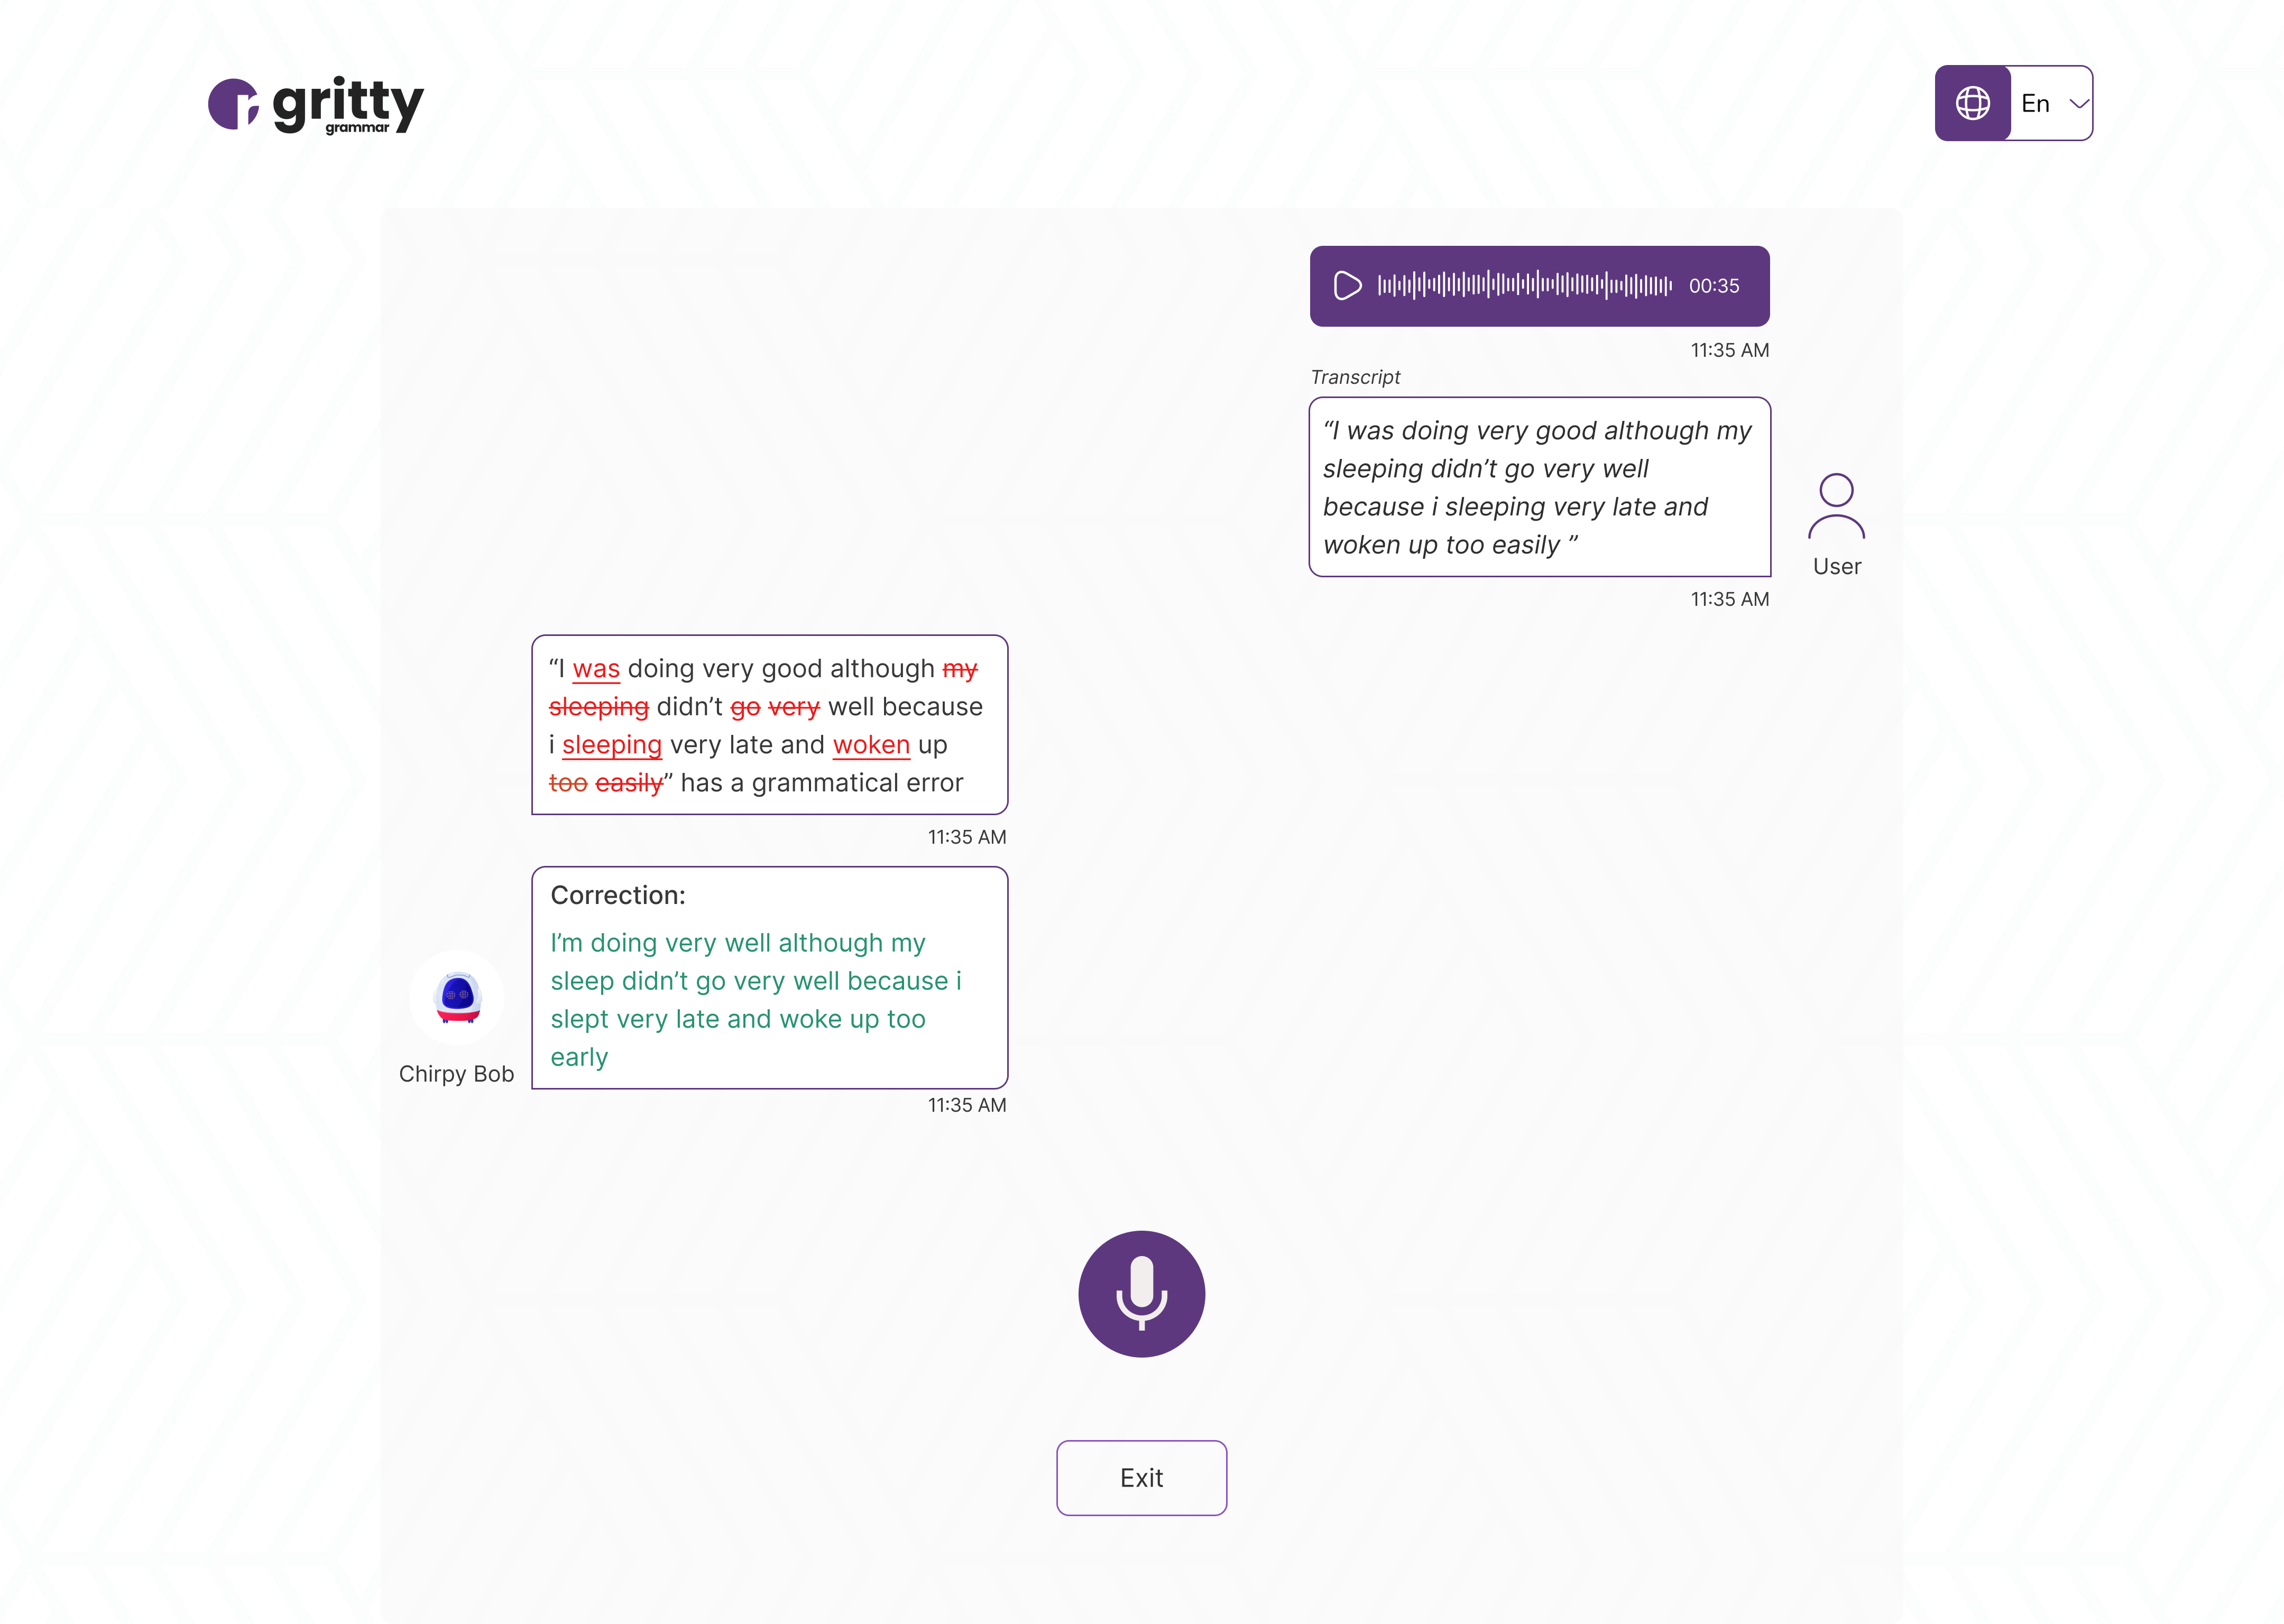 gritty
grammar
En
00:35
11:35 AM
Transcript
“I was doing very good although my
sleeping didn’t go very well
because i sleeping very late and
woken up too easily ”
User
11:35 AM
“I was doing very good although my
sleeping didn’t go very well because
i sleeping very late and woken up
too easily” has a grammatical error
11:35 AM
Correction:
I’m doing very well although my
sleep didn’t go very well because i
slept very late and woke up too
early
Chirpy Bob
11:35 AM
Exit